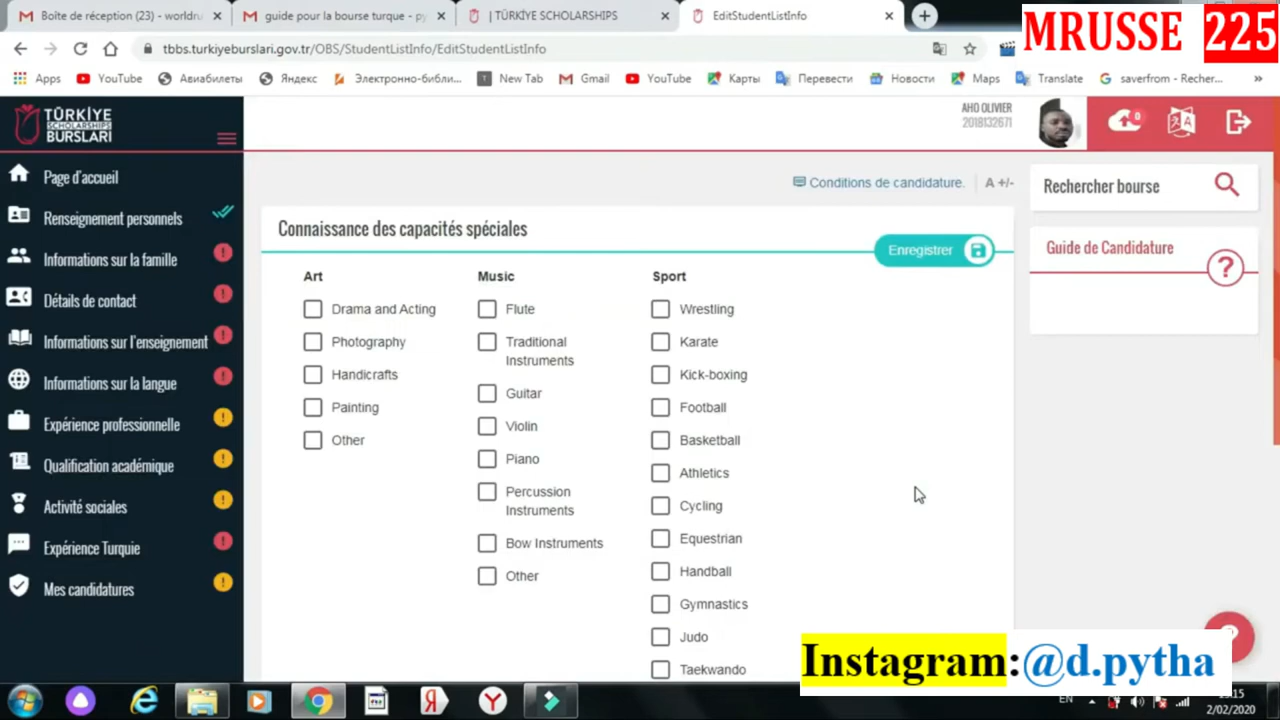 Boîte de réception (23) - worldru
guide pour la bourse turque - py
| TÜRKİYE SCHOLARSHIPS
EditStudentListInfo
MRUSSE 225
tbbs.turkiyeburslari.gov.tr/OBS/StudentListInfo/EditStudentListInfo
Apps
YouTube
Авиабилеты
Яндекс
Электронно-библи...
New Tab
Gmail
YouTube
Карты
Перевести
Новости
Maps
Translate
saverfrom - Recher...
»
TÜRKİYE
SCHOLARSHIPS
BURSLARI
AHO OLIVIER
2018132671
0
Page d'accueil
Renseignement personnels
Informations sur la famille
Détails de contact
Informations sur l'enseignement
Informations sur la langue
Expérience professionnelle
Qualification académique
Activité sociales
Expérience Turquie
Mes candidatures
Conditions de candidature.
A +/-
Connaissance des capacités spéciales
Enregistrer
Art
Drama and Acting
Photography
Handicrafts
Painting
Other
Music
Flute
Traditional
Instruments
Guitar
Violin
Piano
Percussion
Instruments
Bow Instruments
Other
Sport
Wrestling
Karate
Kick-boxing
Football
Basketball
Athletics
Cycling
Equestrian
Handball
Gymnastics
Judo
Taekwando
Rechercher bourse
Guide de Candidature
?
Instagram:@d.pytha
EN
2/02/2020